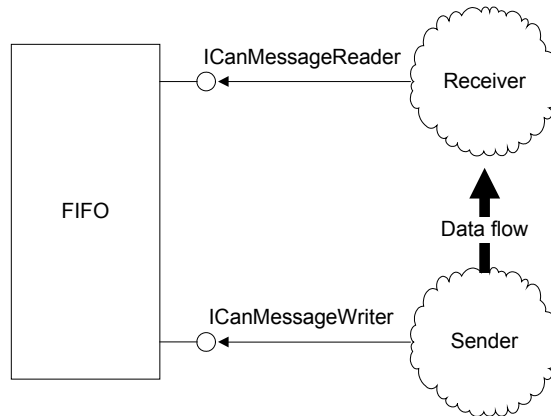 ICanMessageReader
Receiver
FIFO
Data flow
ICanMessageWriter
Sender